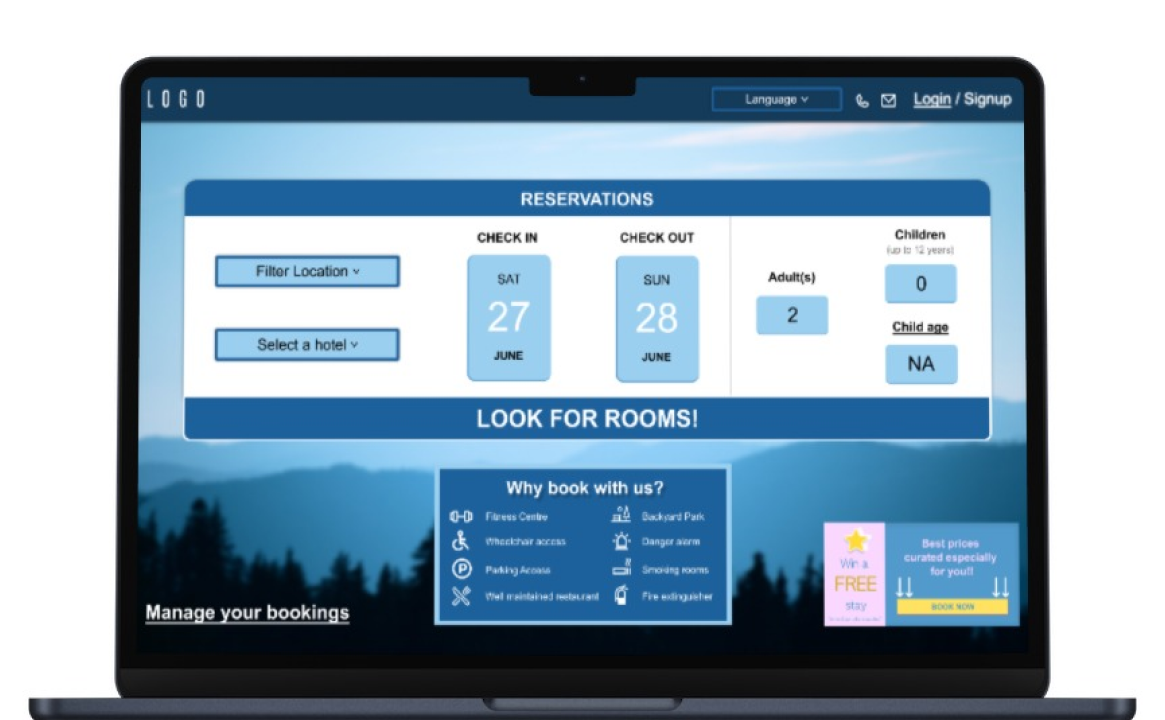 LOGO
Language
Login / Signup
RESERVATIONS
Filter Location
Select a hotel
CHECK IN
SAT
27
JUNE
CHECK OUT
SUN
28
JUNE
Adult(s)
2
Children
(up to 12 years)
0
Child age
NA
LOOK FOR ROOMS!
Why book with us?
Fitness Centre
Wheelchair access
P
Parking Access
Well maintained restaurant
Backyard Park
Danger alarm
Smoking rooms
Fire extinguisher
Manage your bookings
Win a
FREE
stay
Best prices
curated especially
for you!!
BOOK NOW